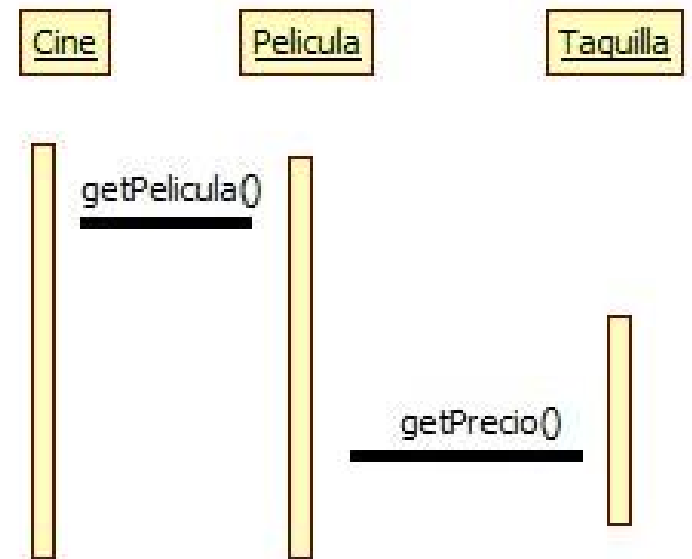 Cine
Pelicula
Taquilla
getPelicula()
getPrecio()